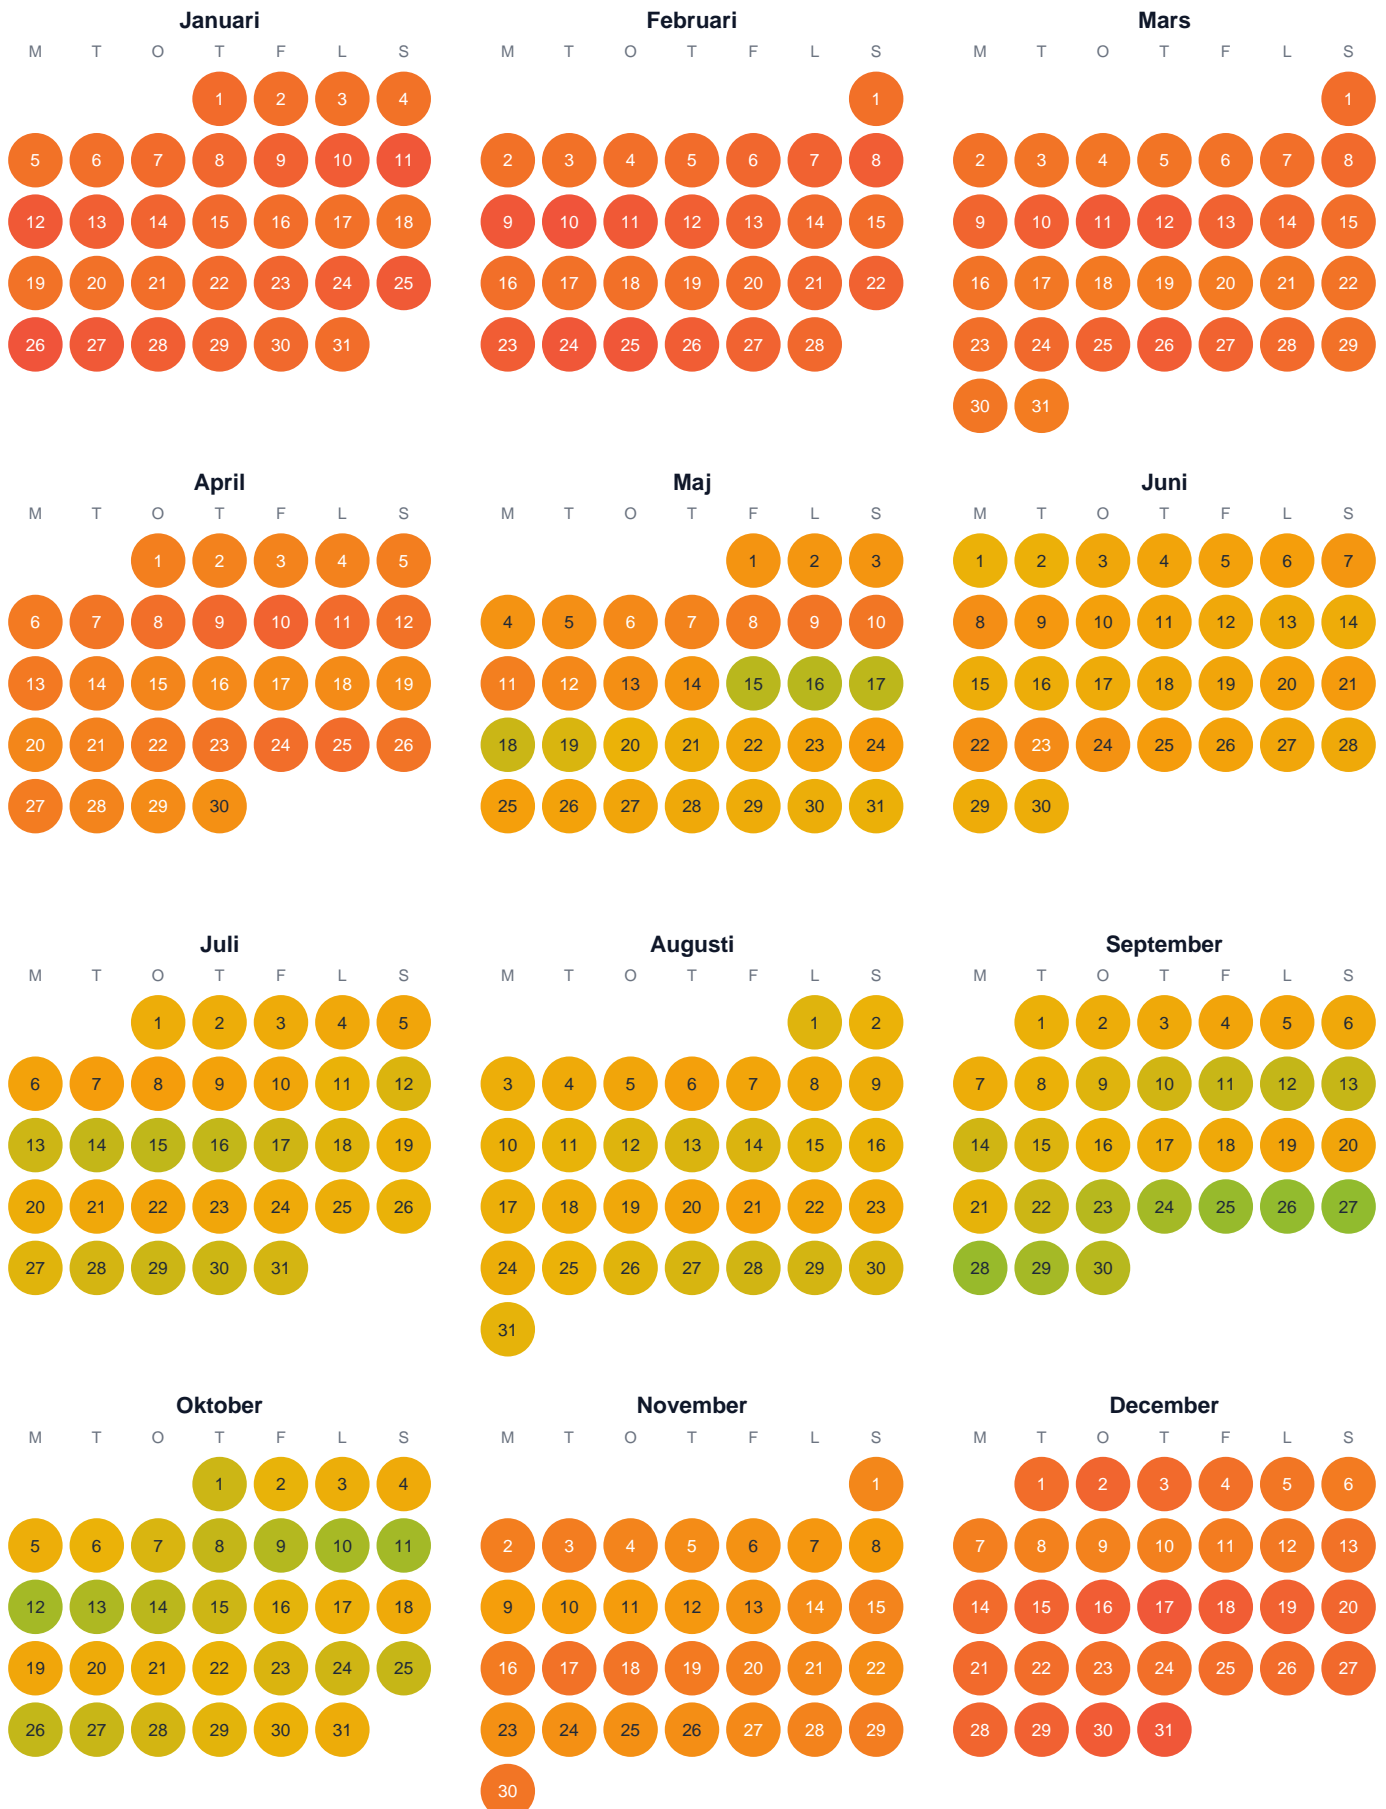 Januari Februari Mars
M T O T F L S M T O T F L S M T O T F L S
1 2 3 4 1 1
5 6 7 8 9 10 11 2 3 4 5 6 7 8 2 3 4 5 6 7 8
12 13 14 15 16 17 18 9 10 11 12 13 14 15 9 10 11 12 13 14 15
19 20 21 22 23 24 25 16 17 18 19 20 21 22 16 17 18 19 20 21 22
26 27 28 29 30 31 23 24 25 26 27 28 23 24 25 26 27 28 29
30 31
April Maj Juni
M T O T F L S M T O T F L S M T O T F L S
1 2 3 4 5 1 2 3 1 2 3 4 5 6 7
6 7 8 9 10 11 12 4 5 6 7 8 9 10 8 9 10 11 12 13 14
13 14 15 16 17 18 19 11 12 13 14 15 16 17 15 16 17 18 19 20 21
20 21 22 23 24 25 26 18 19 20 21 22 23 24 22 23 24 25 26 27 28
27 28 29 30 25 26 27 28 29 30 31 29 30
Juli Augusti September
M T O T F L S M T O T F L S M T O T F L S
1 2 3 4 5 1 2 1 2 3 4 5 6
6 7 8 9 10 11 12 3 4 5 6 7 8 9 7 8 9 10 11 12 13
13 14 15 16 17 18 19 10 11 12 13 14 15 16 14 15 16 17 18 19 20
20 21 22 23 24 25 26 17 18 19 20 21 22 23 21 22 23 24 25 26 27
27 28 29 30 31 24 25 26 27 28 29 30 28 29 30
31
Oktober November December
M T O T F L S M T O T F L S M T O T F L S
1 2 3 4 1 1 2 3 4 5 6
5 6 7 8 9 10 11 2 3 4 5 6 7 8 7 8 9 10 11 12 13
12 13 14 15 16 17 18 9 10 11 12 13 14 15 14 15 16 17 18 19 20
19 20 21 22 23 24 25 16 17 18 19 20 21 22 21 22 23 24 25 26 27
26 27 28 29 30 31 23 24 25 26 27 28 29 28 29 30 31
30